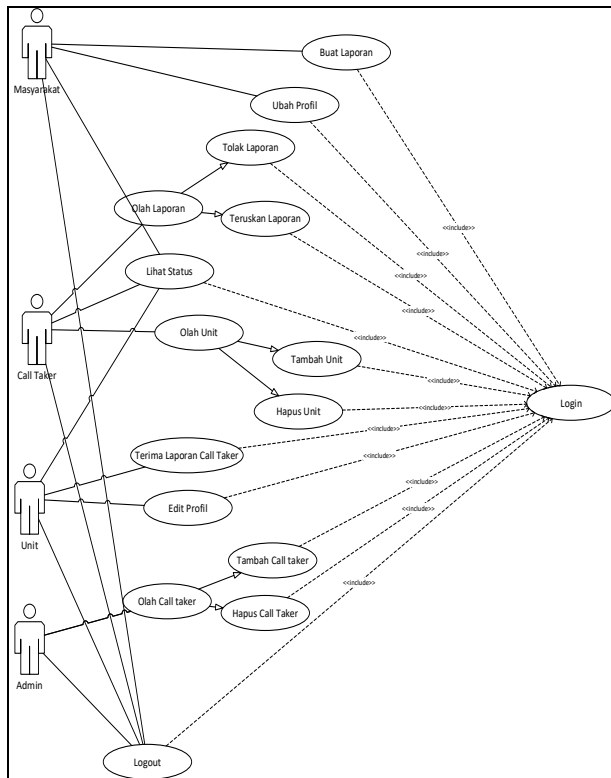 Buat Laporan
Masyarakat
Ubah Profil
Tolak Laporan
Olah Laporan
Teruskan Laporan
<<include>>
<<include>>
<<include>>
<<include>>
Lihat Status
Olah Unit
<<include>>
Call Taker
Tambah Unit
<<include>>
Login
Hapus Unit
<<include>>
Terima Laporan Call Taker
<<include>>
<<include>>
Edit Profil
Unit
<<include>>
<<include>>
Tambah Call taker
<<include>>
Olah Call taker
Hapus Call Taker
Admin
Logout